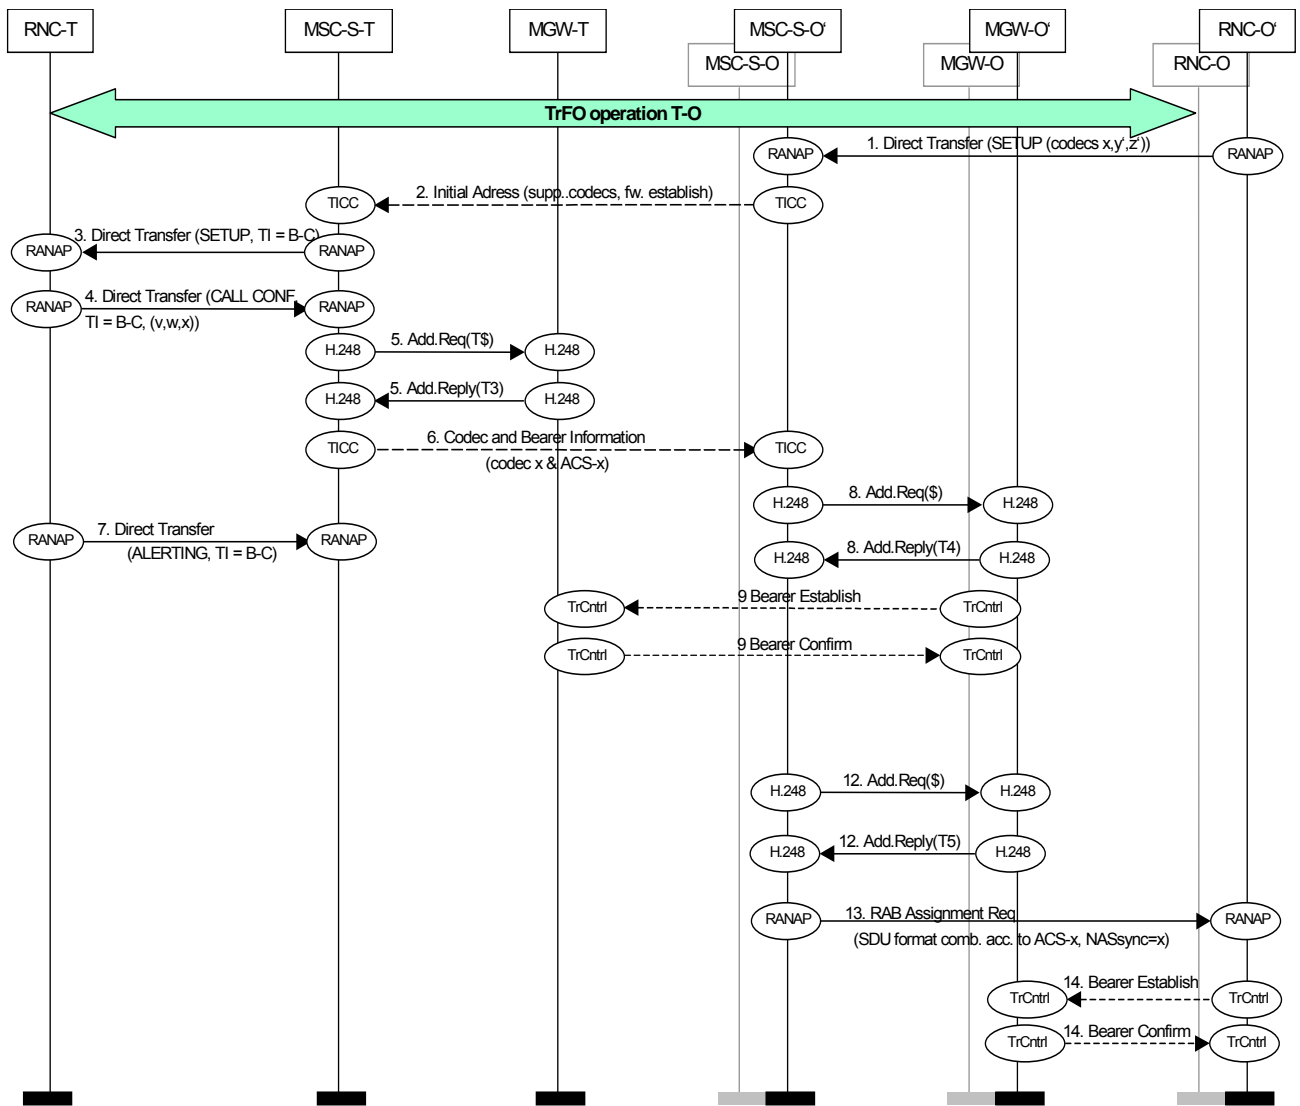 RNC-T
MSC-S-T
MGW-T
MSC-S-O‘
MGW-O‘
RNC-O‘
MSC-S-O
MGW-O
RNC-O
TrFO operation T-O
RANAP
1. Direct Transfer (SETUP (codecs x,y‘,z‘))
RANAP
TICC
2. Initial Adress (supp..codecs, fw. establish)
TICC
RANAP
3. Direct Transfer (SETUP, TI = B-C)
RANAP
RANAP
4. Direct Transfer (CALL CONF,
TI = B-C, (v,w,x))
RANAP
H.248
5. Add.Req(T$)
H.248
H.248
5. Add.Reply(T3)
H.248
TICC
6. Codec and Bearer Information
(codec x & ACS-x)
TICC
H.248
8. Add.Req($)
H.248
RANAP
7. Direct Transfer
(ALERTING, TI = B-C)
RANAP
H.248
8. Add.Reply(T4)
H.248
TrCntrl
9 Bearer Establish
TrCntrl
TrCntrl
9 Bearer Confirm
TrCntrl
H.248
12. Add.Req($)
H.248
H.248
12. Add.Reply(T5)
H.248
RANAP
13. RAB Assignment Req
(SDU format comb. acc. to ACS-x, NASsync=x)
RANAP
TrCntrl
14. Bearer Establish
TrCntrl
TrCntrl
14. Bearer Confirm
TrCntrl